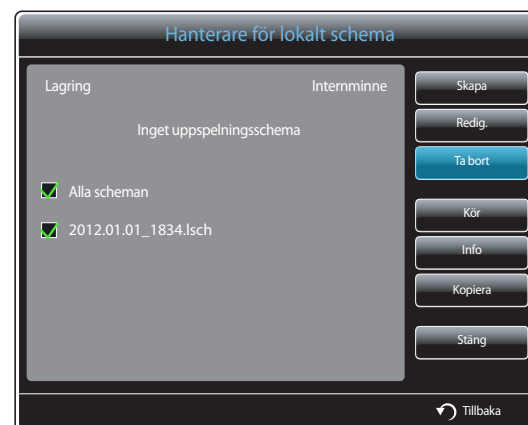 Hanterare för lokalt schema
Lagring Internminne
Inget uppspelningsschema
Alla scheman
2012.01.01_1834.lsch
Skapa
Redig.
Ta bort
Kör
Info
Kopiera
Stäng
Tillbaka